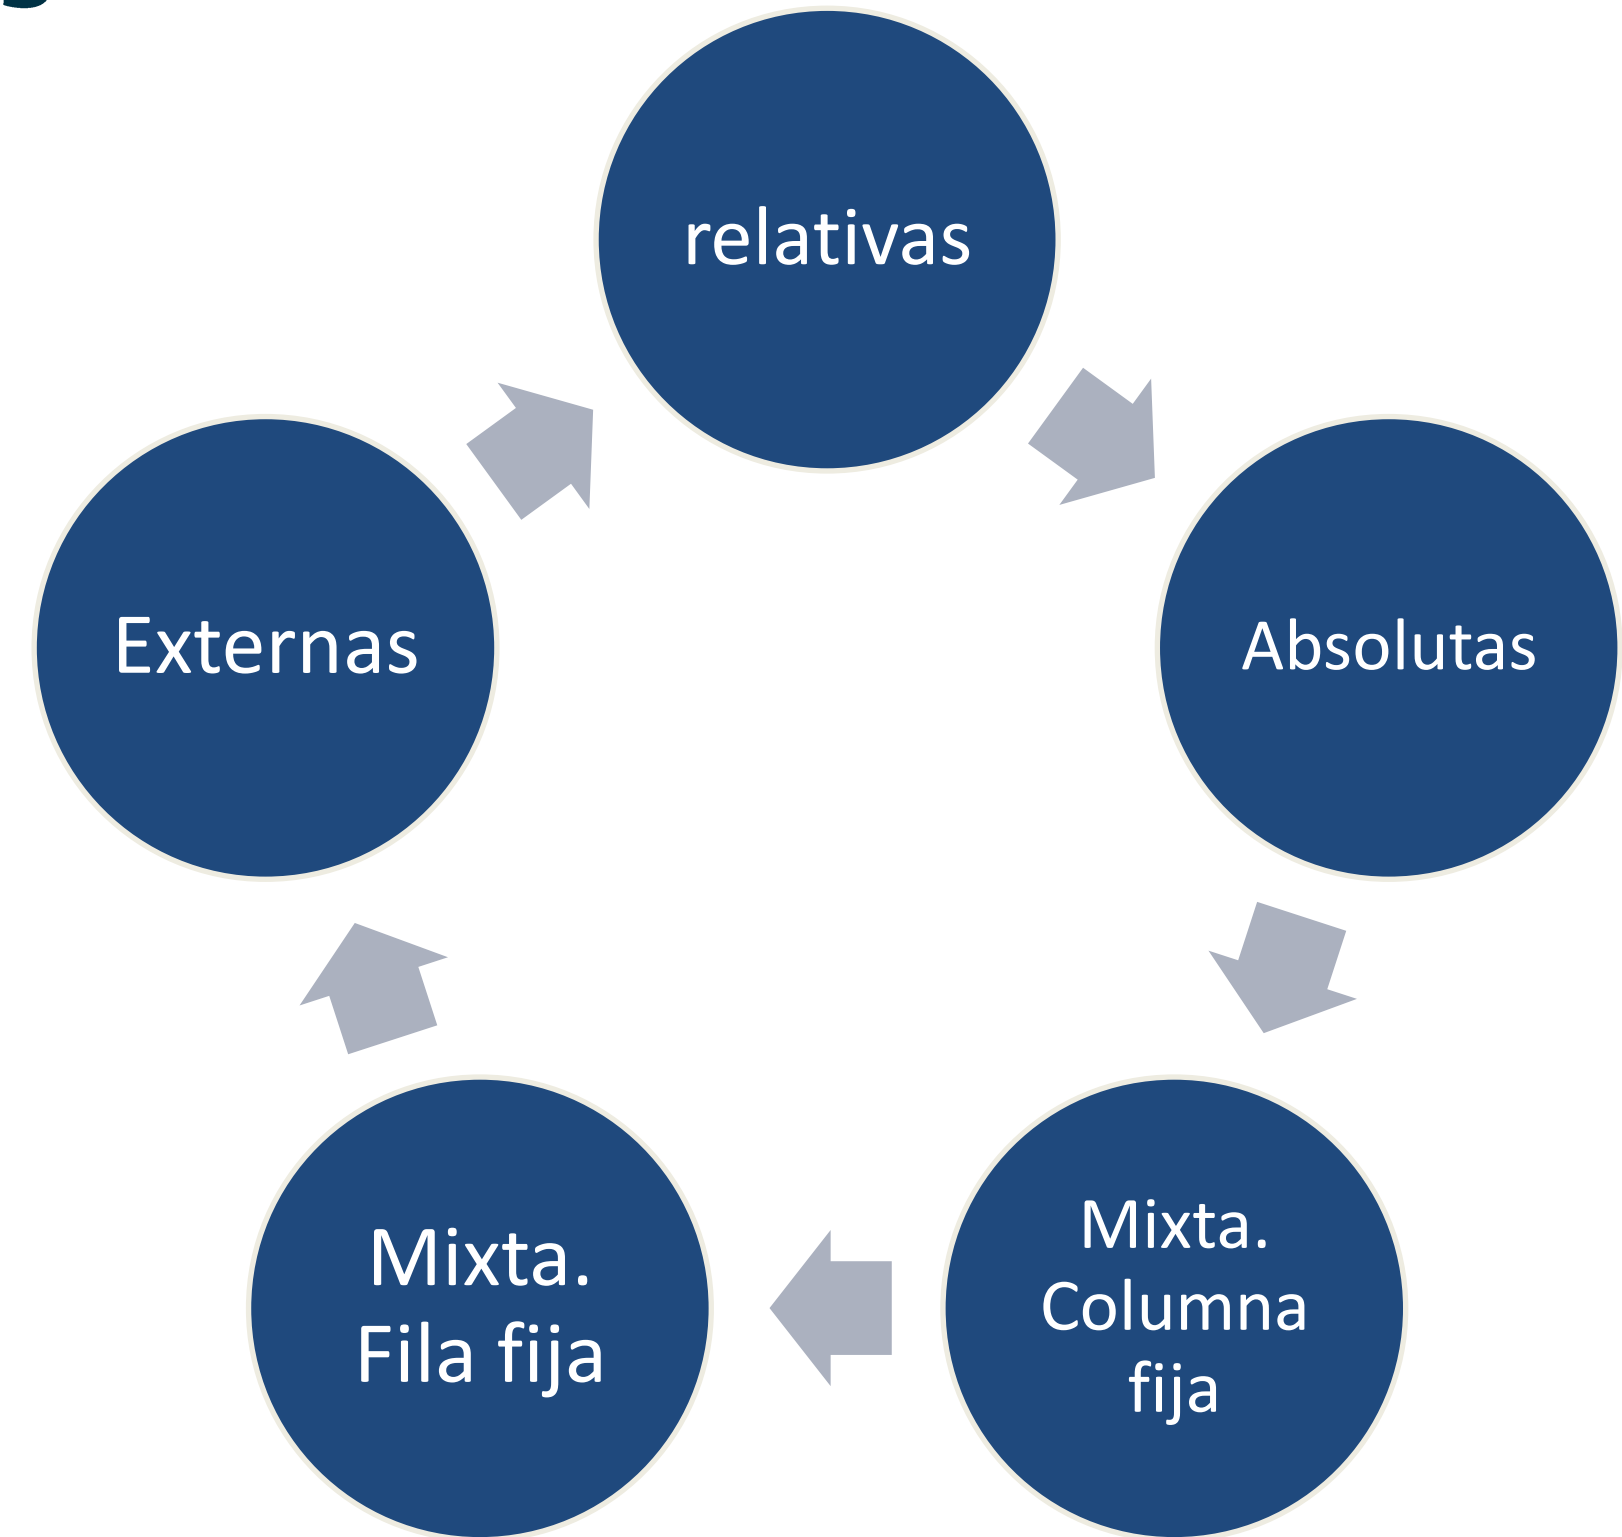 relativas
Absolutas
Mixta.
Columna
fija
Mixta.
Fila fija
Externas